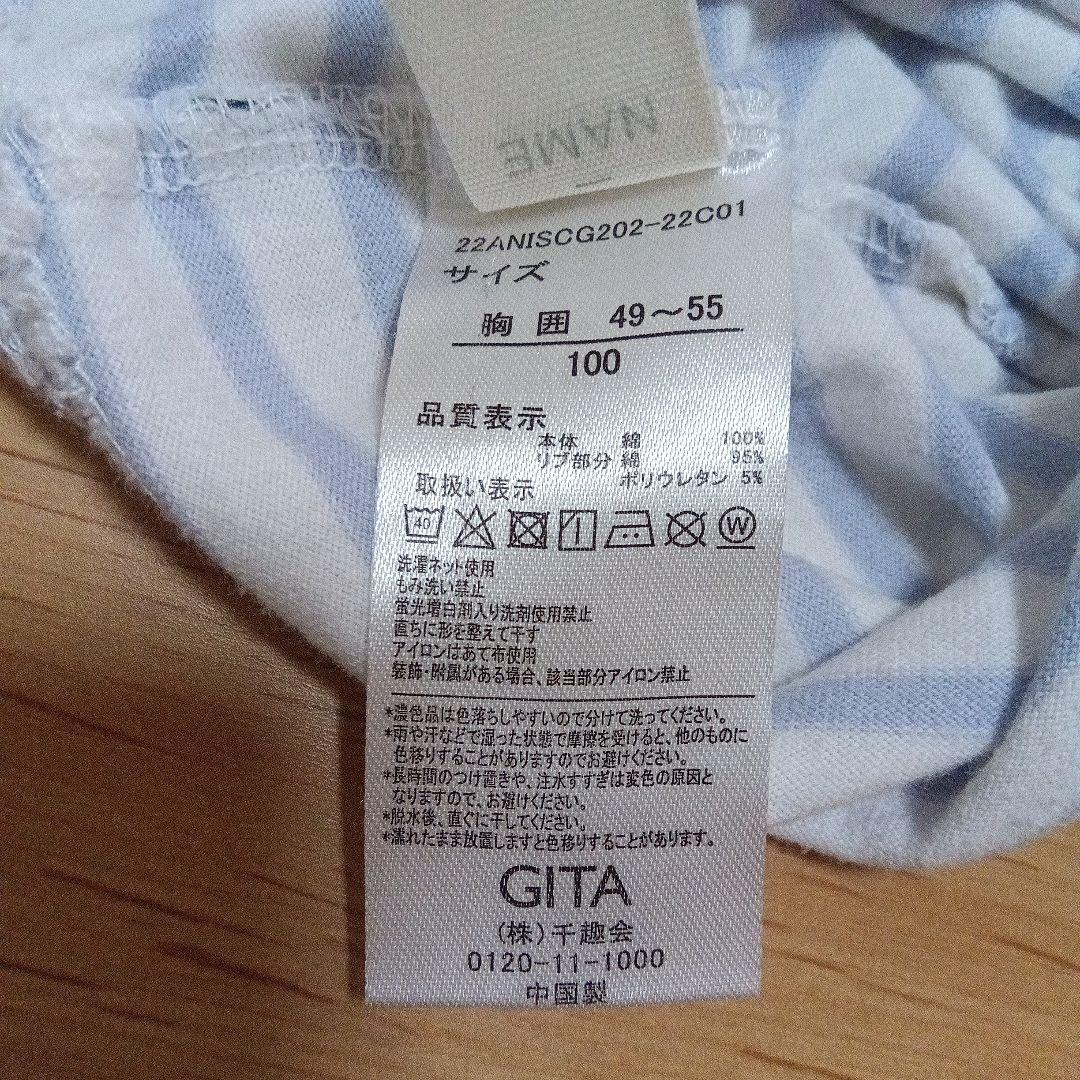 NAME
22ANISCG202-22C01
サイズ
胸囲 49～55
100
品質表示
本体 綿 100%
リブ部分 綿 95%
ポリウレタン 5%
取扱い表示
40 W
洗濯ネット使用
もみ洗い禁止
蛍光増白剤入り洗剤使用禁止
直ちに形を整えて干す
アイロンはあて布使用
装飾・附属がある場合、該当部分アイロン禁止
*濃色品は色落ちしやすいので分けて洗ってください。
*雨や汗などで湿った状態で摩擦を受けると、他のものに
色移りすることがありますのでお避けください。
*長時間のつけ置きや、注水すすぎは変色の原因と
なりますので、お避けください。
*脱水後、直ぐに干してください。
*濡れたまま放置しますと色移りすることがあります。
GITA
(株)千趣会
0120-11-1000
中国製